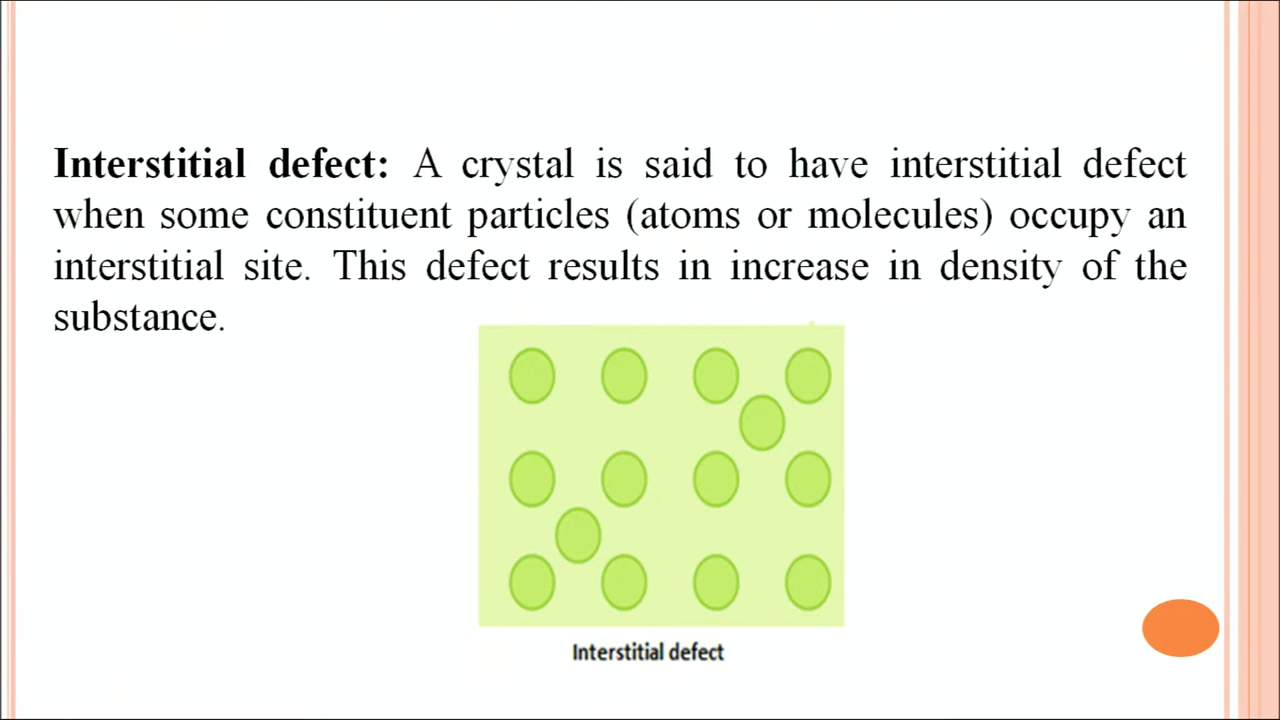 Interstitial defect: A crystal is said to have interstitial defect
when some constituent particles (atoms or molecules) occupy an
interstitial site. This defect results in increase in density of the
substance.
Interstitial defect